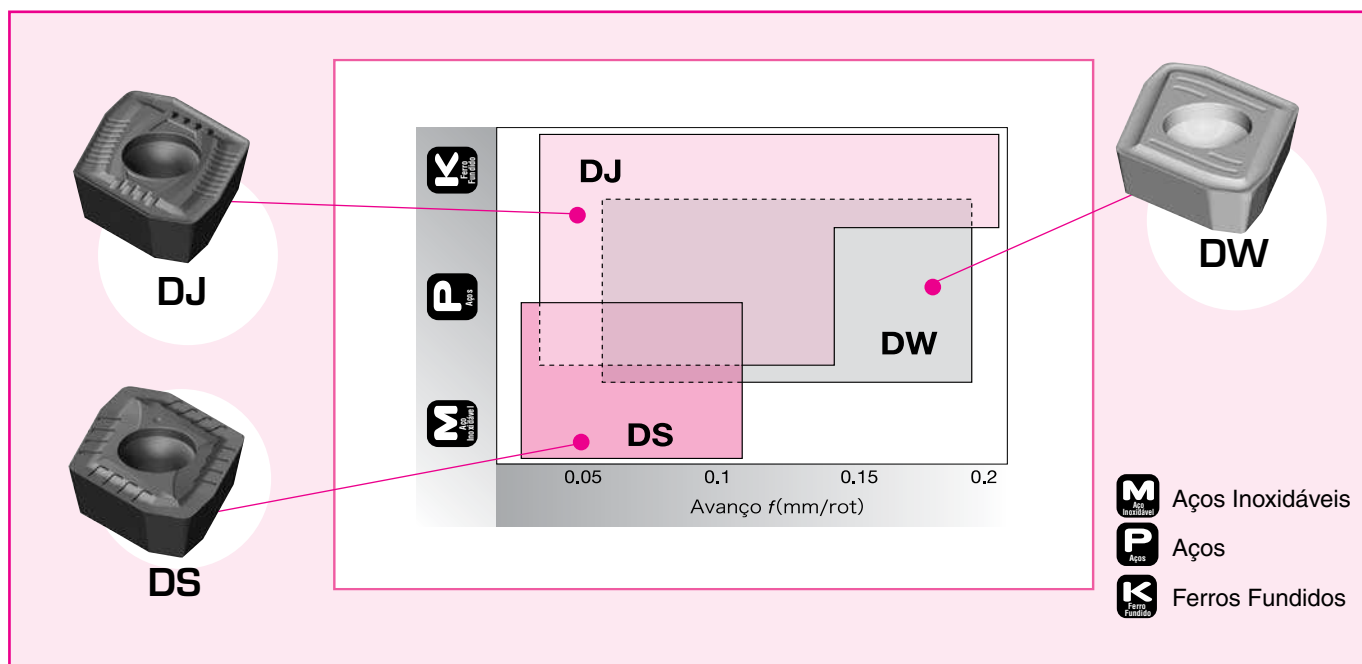 DJ
DS
DW
K
Ferro
Fundido
P
Aços
M
Aço
Inoxidável
DJ
DW
DS
0.05 0.1 0.15 0.2
Avanço f(mm/rot)
M
Aço
Inoxidável
Aços Inoxidáveis
P
Aços
Aços
K
Ferro
Fundido
Ferros Fundidos